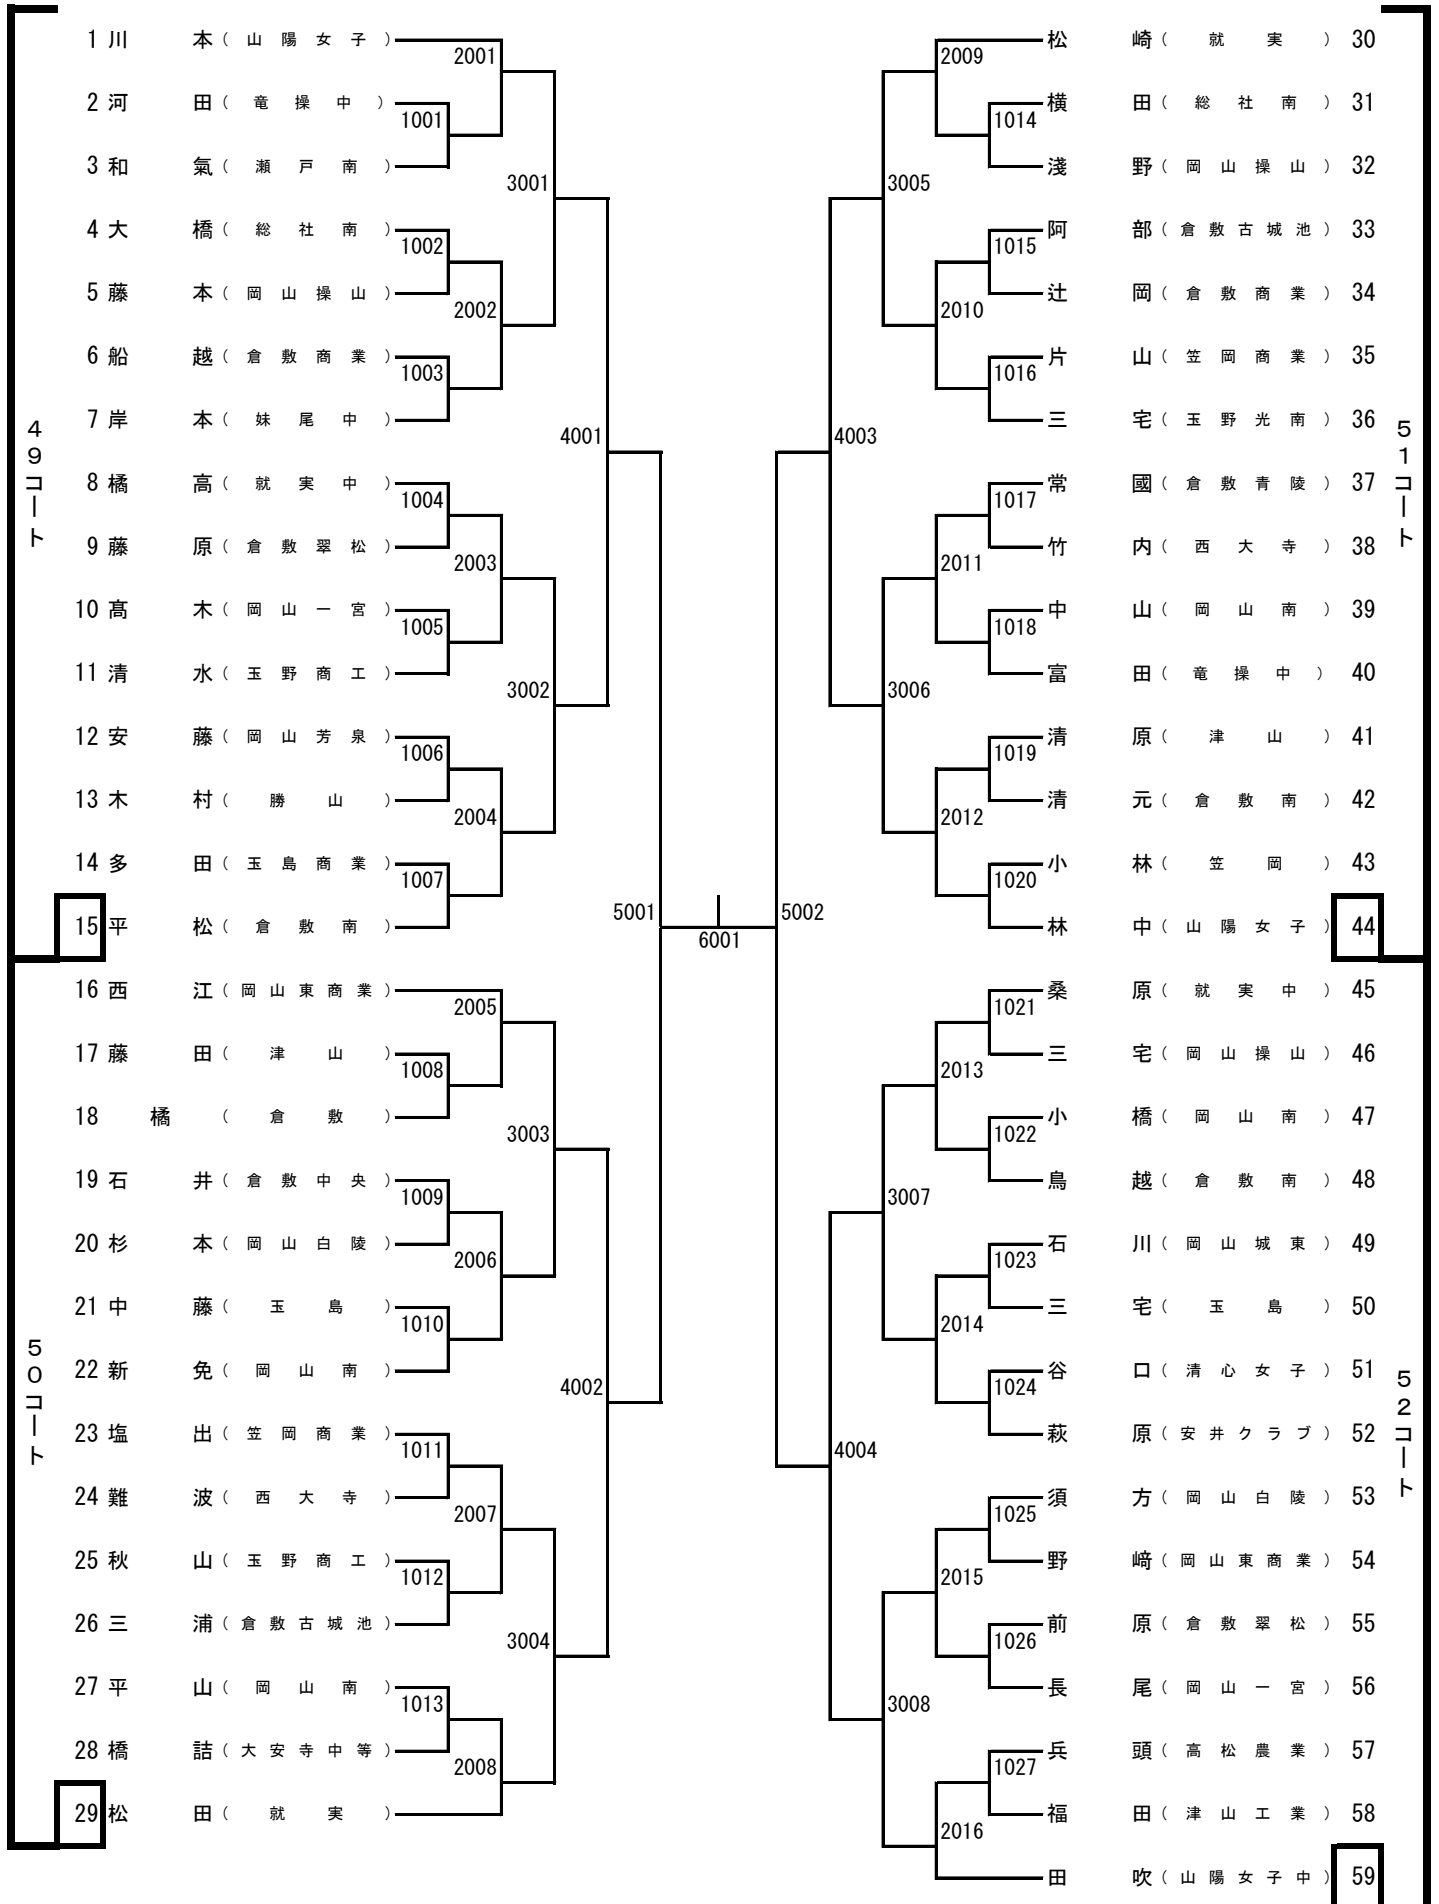 1 川本（山陽女子）
2001
2 河田（竜操中）
1001
3 和氣（瀬戸南）
3001
4 大橋（総社南）
1002
5 藤本（岡山操山）
2002
6 船越（倉敷商業）
1003
7 岸本（妹尾中）
4001
49コート
8 橘高（就実中）
1004
9 藤原（倉敷翠松）
2003
10 髙木（岡山一宮）
1005
11 清水（玉野商工）
3002
12 安藤（岡山芳泉）
1006
13 木村（勝山）
2004
14 多田（玉島商業）
1007
15 平松（倉敷南）
5001
16 西江（岡山東商業）
2005
17 藤田（津山）
1008
18 橘（倉敷）
3003
19 石井（倉敷中央）
1009
20 杉本（岡山白陵）
2006
21 中藤（玉島）
1010
22 新免（岡山南）
4002
50コート
23 塩出（笠岡商業）
1011
24 難波（西大寺）
2007
25 秋山（玉野商工）
1012
26 三浦（倉敷古城池）
3004
27 平山（岡山南）
1013
28 橋詰（大安寺中等）
2008
29 松田（就実）
6001
松崎（就実）30
2009
横田（総社南）31
1014
淺野（岡山操山）32
3005
阿部（倉敷古城池）33
1015
辻岡（倉敷商業）34
2010
片山（笠岡商業）35
1016
三宅（玉野光南）36
4003
51コート
常國（倉敷青陵）37
1017
竹内（西大寺）38
2011
中山（岡山南）39
1018
富田（竜操中）40
3006
清原（津山）41
1019
清元（倉敷南）42
2012
小林（笠岡）43
1020
林中（山陽女子）44
5002
桑原（就実中）45
1021
三宅（岡山操山）46
2013
小橋（岡山南）47
1022
鳥越（倉敷南）48
3007
石川（岡山城東）49
1023
三宅（玉島）50
2014
谷口（清心女子）51
1024
萩原（安井クラブ）52
4004
52コート
須方（岡山白陵）53
1025
野﨑（岡山東商業）54
2015
前原（倉敷翠松）55
1026
長尾（岡山一宮）56
3008
兵頭（高松農業）57
1027
福田（津山工業）58
2016
田吹（山陽女子中）59